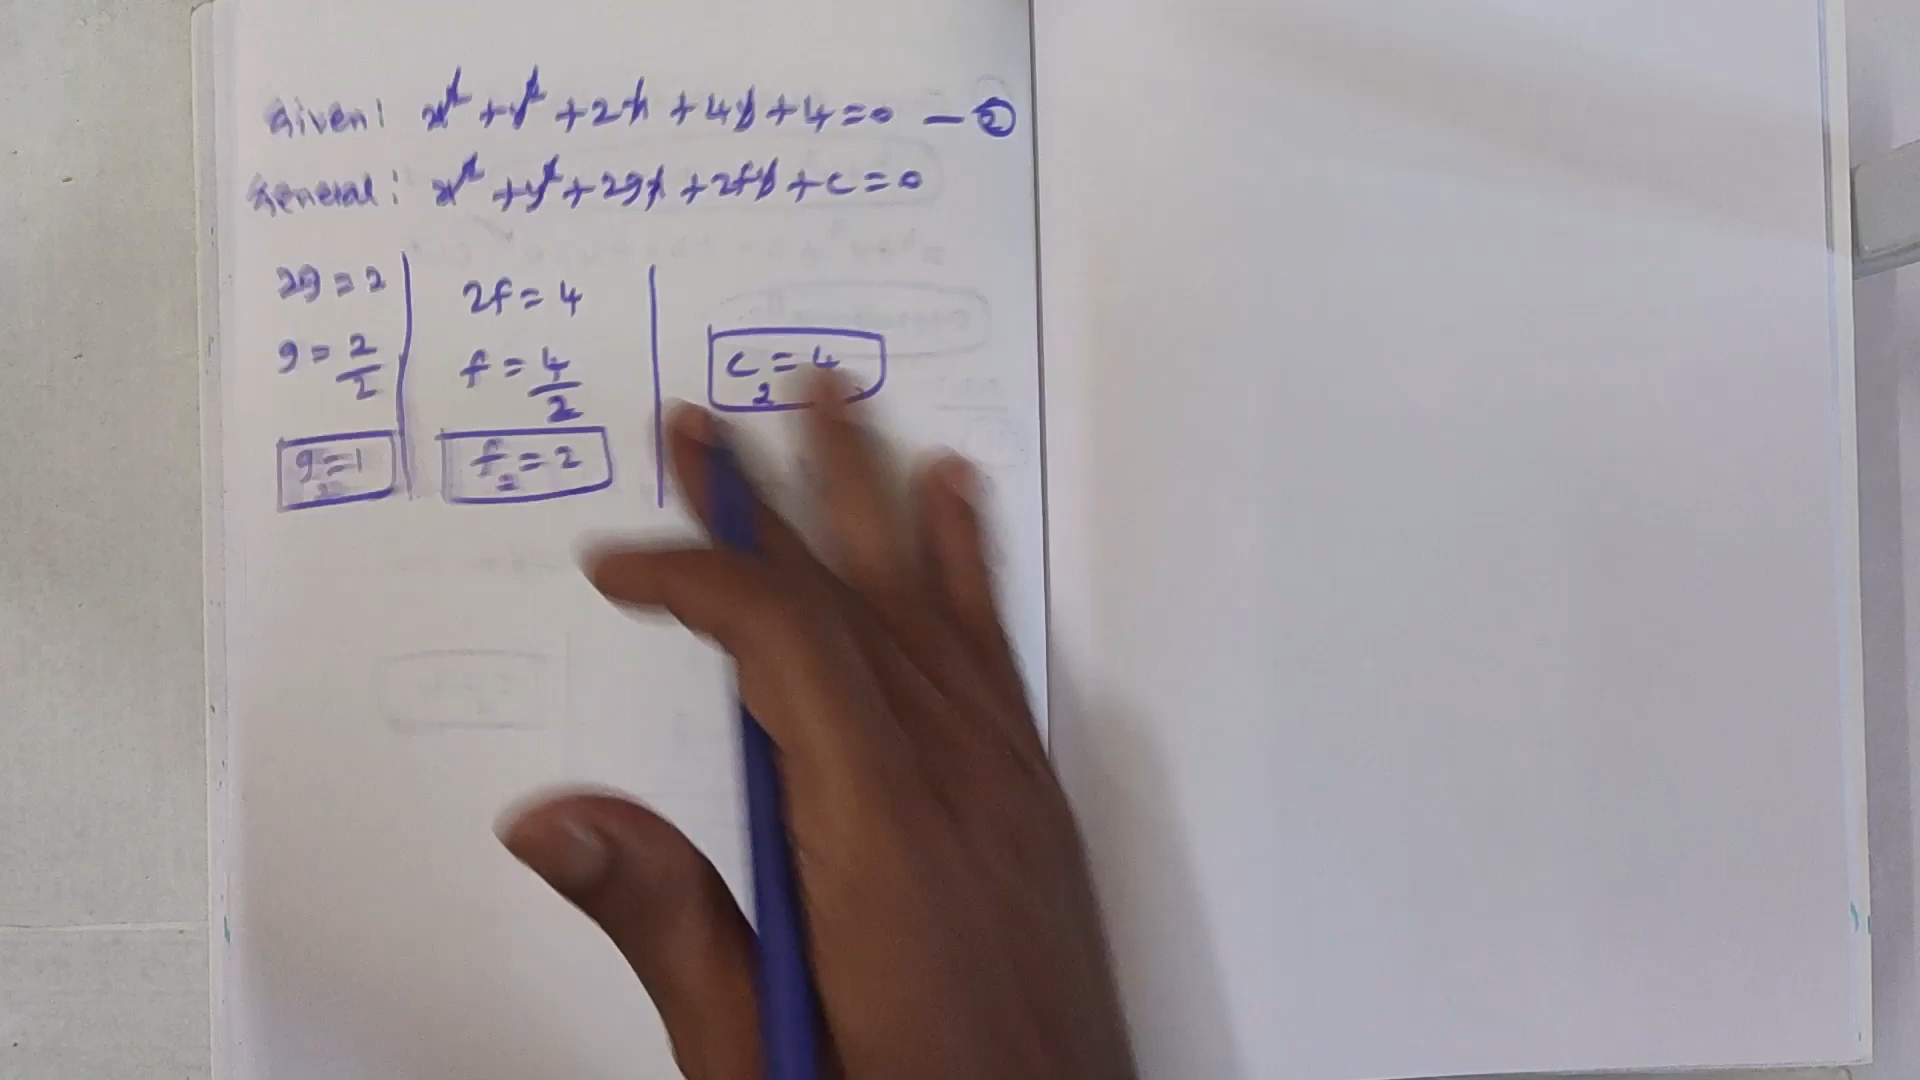 Given: x² + y² + 2x + 4y + 4 = 0 — ②
General: x² + y² + 2gx + 2fy + c = 0
2g = 2
g = 2/2
g = 1
2f = 4
f = 4/2
f = 2
c = 4